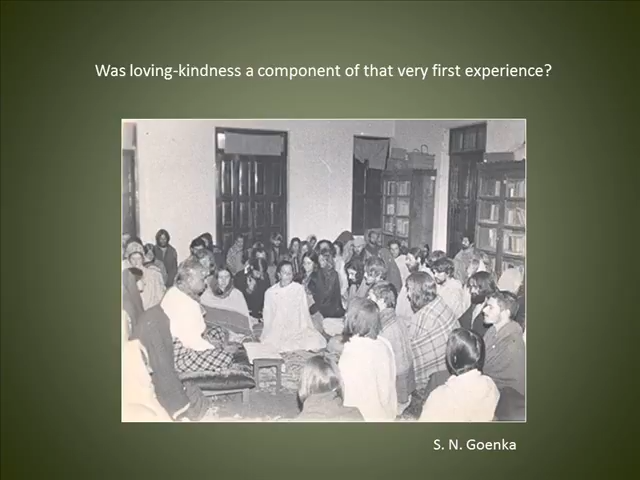 Was loving-kindness a component of that very first experience?
S. N. Goenka